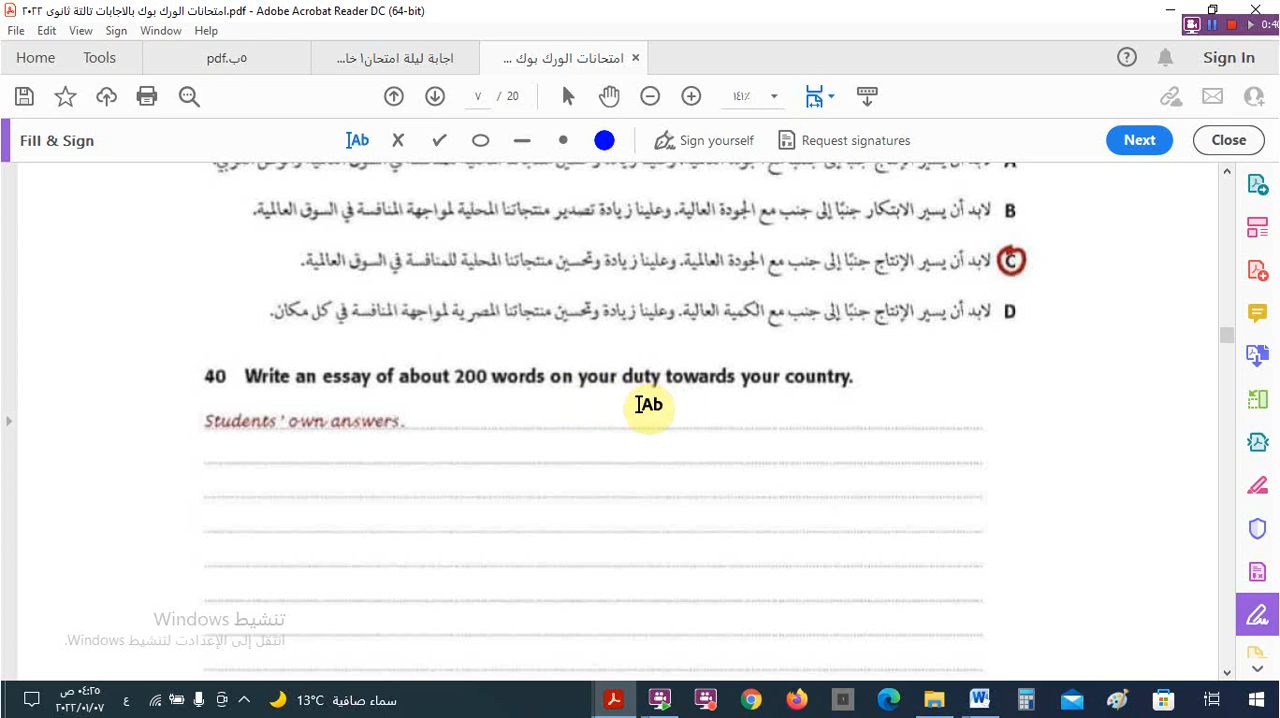 امتحانات الورك بوك بالاجابات تالتة ثانوى ٢٠٢٢.pdf - Adobe Acrobat Reader DC (64-bit)
File Edit View Sign Window Help
Home Tools ٥ب.pdf اجابة ليلة امتحان١ خا... امتحانات الورك بوك ... × Sign In
٧ / 20 ١٤١٪
Fill & Sign Ab Sign yourself Request signatures Next Close
A
B لابد أن يسير الابتكار جنبًا إلى جنب مع الجودة العالية. وعلينا زيادة تصدير منتجاتنا المحلية لمواجهة المنافسة في السوق العالمية.
C لابد أن يسير الإنتاج جنبًا إلى جنب مع الجودة العالمية. وعلينا زيادة وتحسين منتجاتنا المحلية للمنافسة في السوق العالمية.
D لابد أن يسير الإنتاج جنبًا إلى جنب مع الكمية العالية. وعلينا زيادة وتحسين منتجاتنا المصرية لمواجهة المنافسة في كل مكان.
40 Write an essay of about 200 words on your duty towards your country.
Ab
Students' own answers.
تنشيط Windows
انتقل إلى الإعدادات لتنشيط Windows.
٠٤:٢٥ ص
٢٠٢٢/٠١/٠٧
ع
13°C سماء صافية